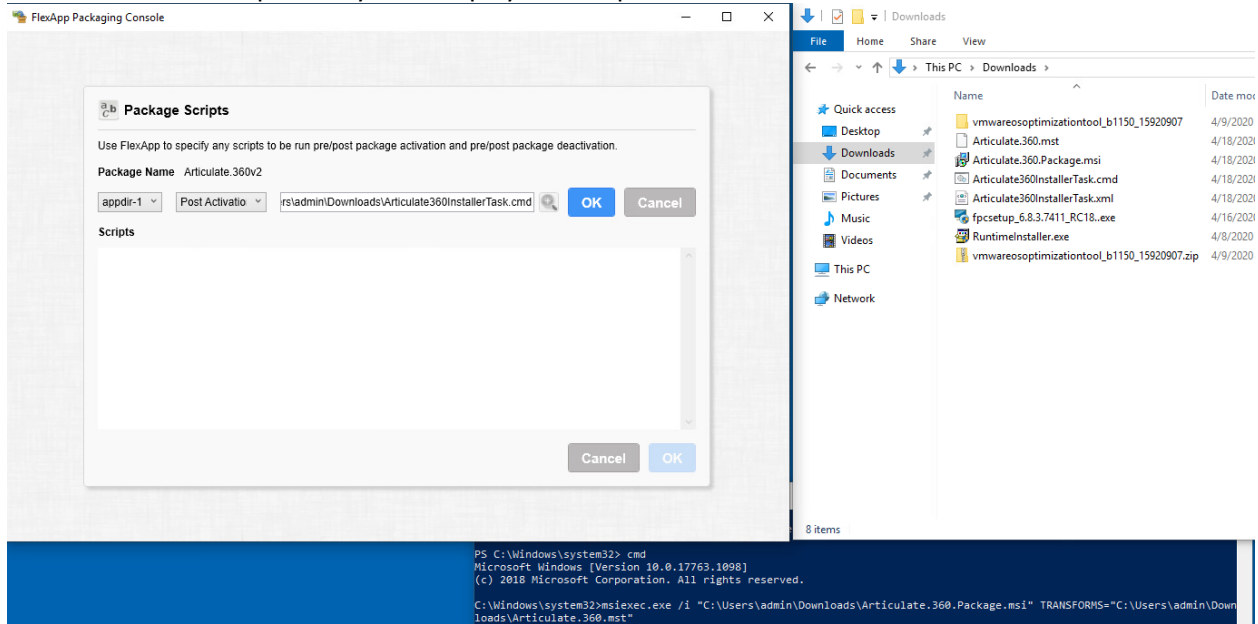 FlexApp Packaging Console
Package Scripts
Use FlexApp to specify any scripts to be run pre/post package activation and pre/post package deactivation.
Package Name Articulate.360v2
appdir-1 Post Activatio rs\admin\Downloads\Articulate360InstallerTask.cmd OK Cancel
Scripts
Cancel OK
Downloads
File Home Share View
This PC > Downloads >
Name Date mod
Quick access
Desktop
Downloads
Documents
Pictures
Music
Videos
This PC
Network
vmwareosoptimizationtool_b1150_15920907 4/9/2020
Articulate.360.mst 4/18/2020
Articulate.360.Package.msi 4/18/2020
Articulate360InstallerTask.cmd 4/18/2020
Articulate360InstallerTask.xml 4/18/2020
fpcsetup_6.8.3.7411_RC18..exe 4/16/2020
RuntimeInstaller.exe 4/8/2020
vmwareosoptimizationtool_b1150_15920907.zip 4/9/2020
8 items
PS C:\Windows\system32> cmd
Microsoft Windows [Version 10.0.17763.1098]
(c) 2018 Microsoft Corporation. All rights reserved.
C:\Windows\system32>msiexec.exe /i "C:\Users\admin\Downloads\Articulate.360.Package.msi" TRANSFORMS="C:\Users\admin\Down
loads\Articulate.360.mst"